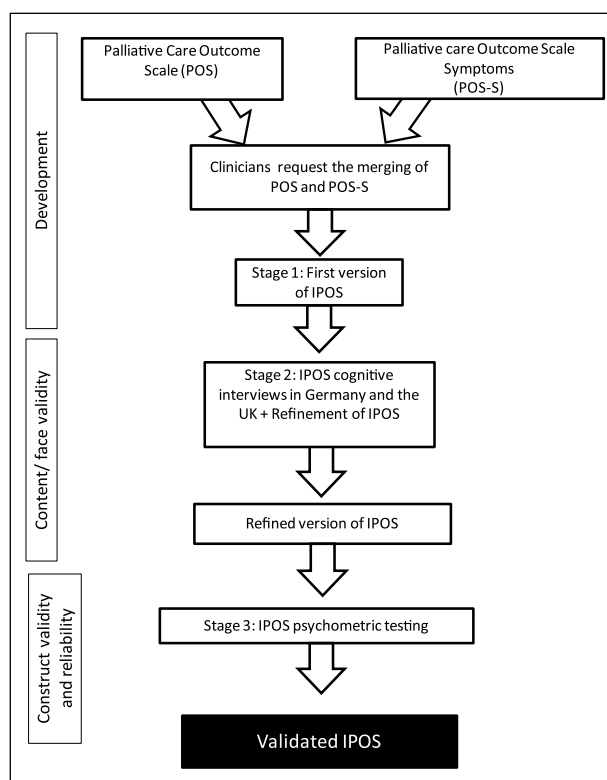 Development
Palliative Care Outcome
Scale (POS)
Palliative care Outcome Scale
Symptoms
(POS-S)
Clinicians request the merging of
POS and POS-S
Stage 1: First version
of IPOS
Content/ face validity
Stage 2: IPOS cognitive
interviews in Germany and the
UK + Refinement of IPOS
Refined version of IPOS
Construct validity
and reliability
Stage 3: IPOS psychometric testing
Validated IPOS